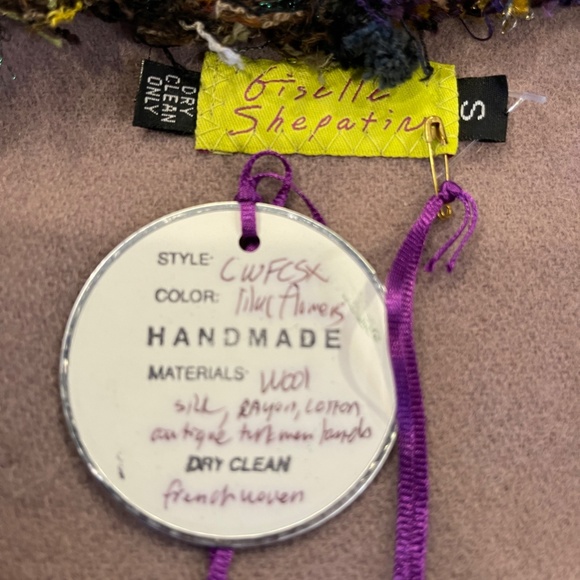 DRY
CLEAN
ONLY
Giselle
Shepatin
S
STYLE: CWFCSX
COLOR: lilac flowers
HANDMADE
MATERIALS: Wool
silk, RAYON, COTTON
antique turkmen
DRY CLEAN
french woven